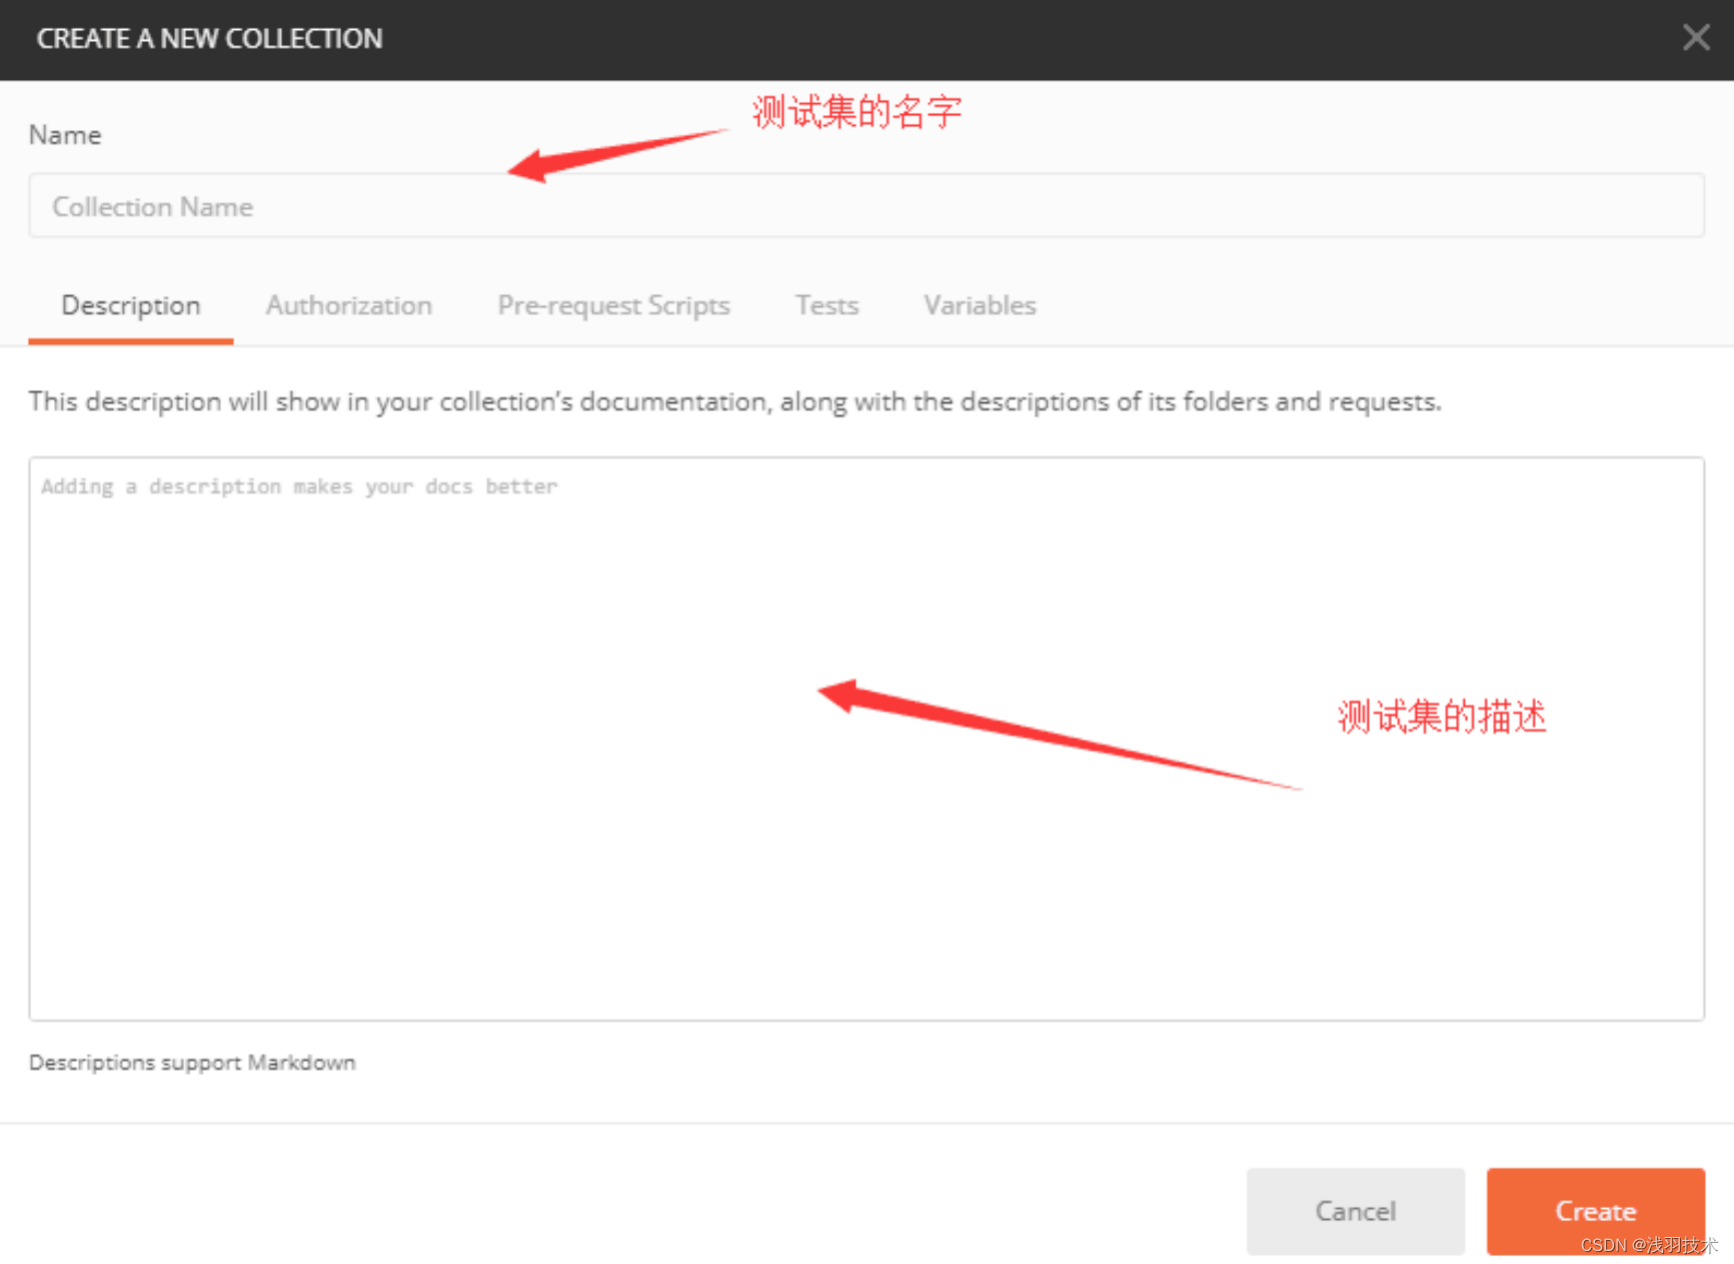 CREATE A NEW COLLECTION
测试集的名字
Name
Collection Name
Description Authorization Pre-request Scripts Tests Variables
This description will show in your collection's documentation, along with the descriptions of its folders and requests.
Adding a description makes your docs better
测试集的描述
Descriptions support Markdown
Cancel Create
CSDN @浅羽技术